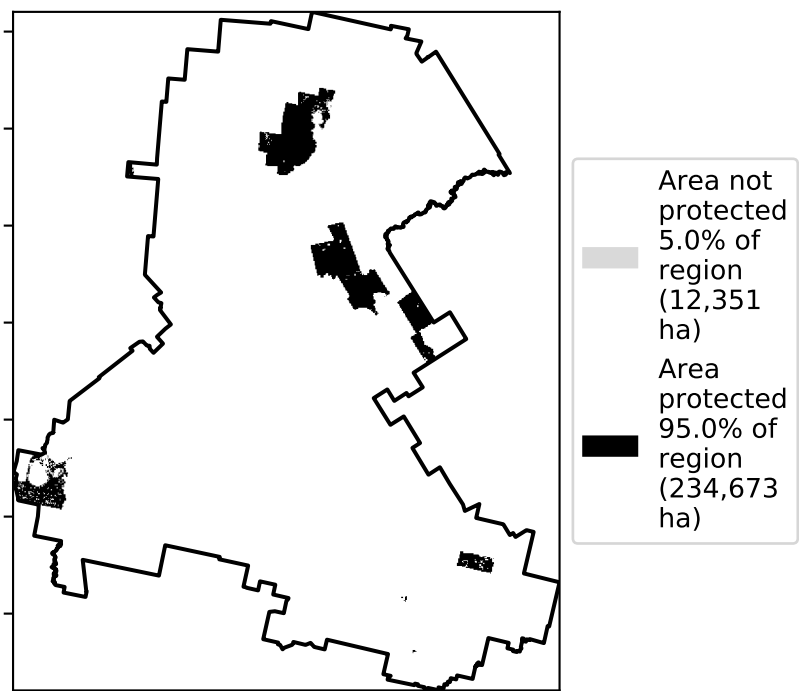 Area not
protected
5.0% of
region
(12,351
ha)
Area
protected
95.0% of
region
(234,673
ha)